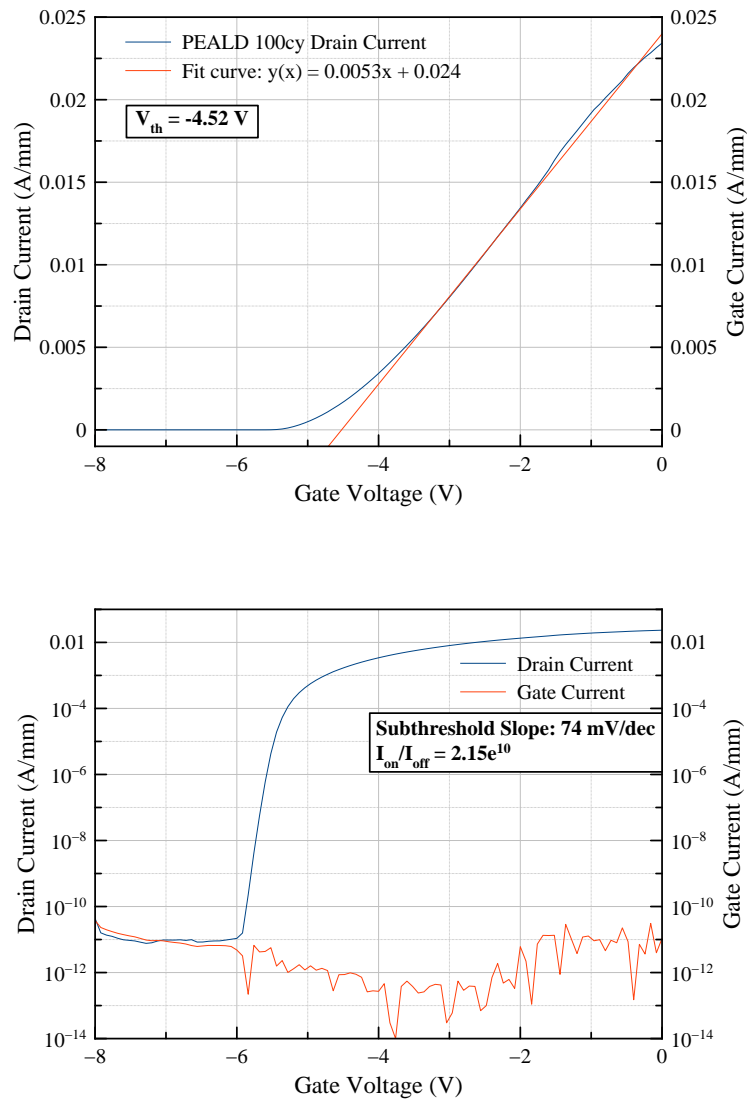 0.025
0.02
0.015
0.01
0.005
0
Drain Current (A/mm)
PEALD 100cy Drain Current
Fit curve: y(x) = 0.0053x + 0.024
V_th = -4.52 V
0.025
0.02
0.015
0.01
0.005
0
Gate Current (A/mm)
−8 −6 −4 −2 0
Gate Voltage (V)
0.01
10^−4
10^−6
10^−8
10^−10
10^−12
10^−14
Drain Current (A/mm)
Drain Current
Gate Current
Subthreshold Slope: 74 mV/dec
I_on/I_off = 2.15e^10
0.01
10^−4
10^−6
10^−8
10^−10
10^−12
10^−14
Gate Current (A/mm)
−8 −6 −4 −2 0
Gate Voltage (V)